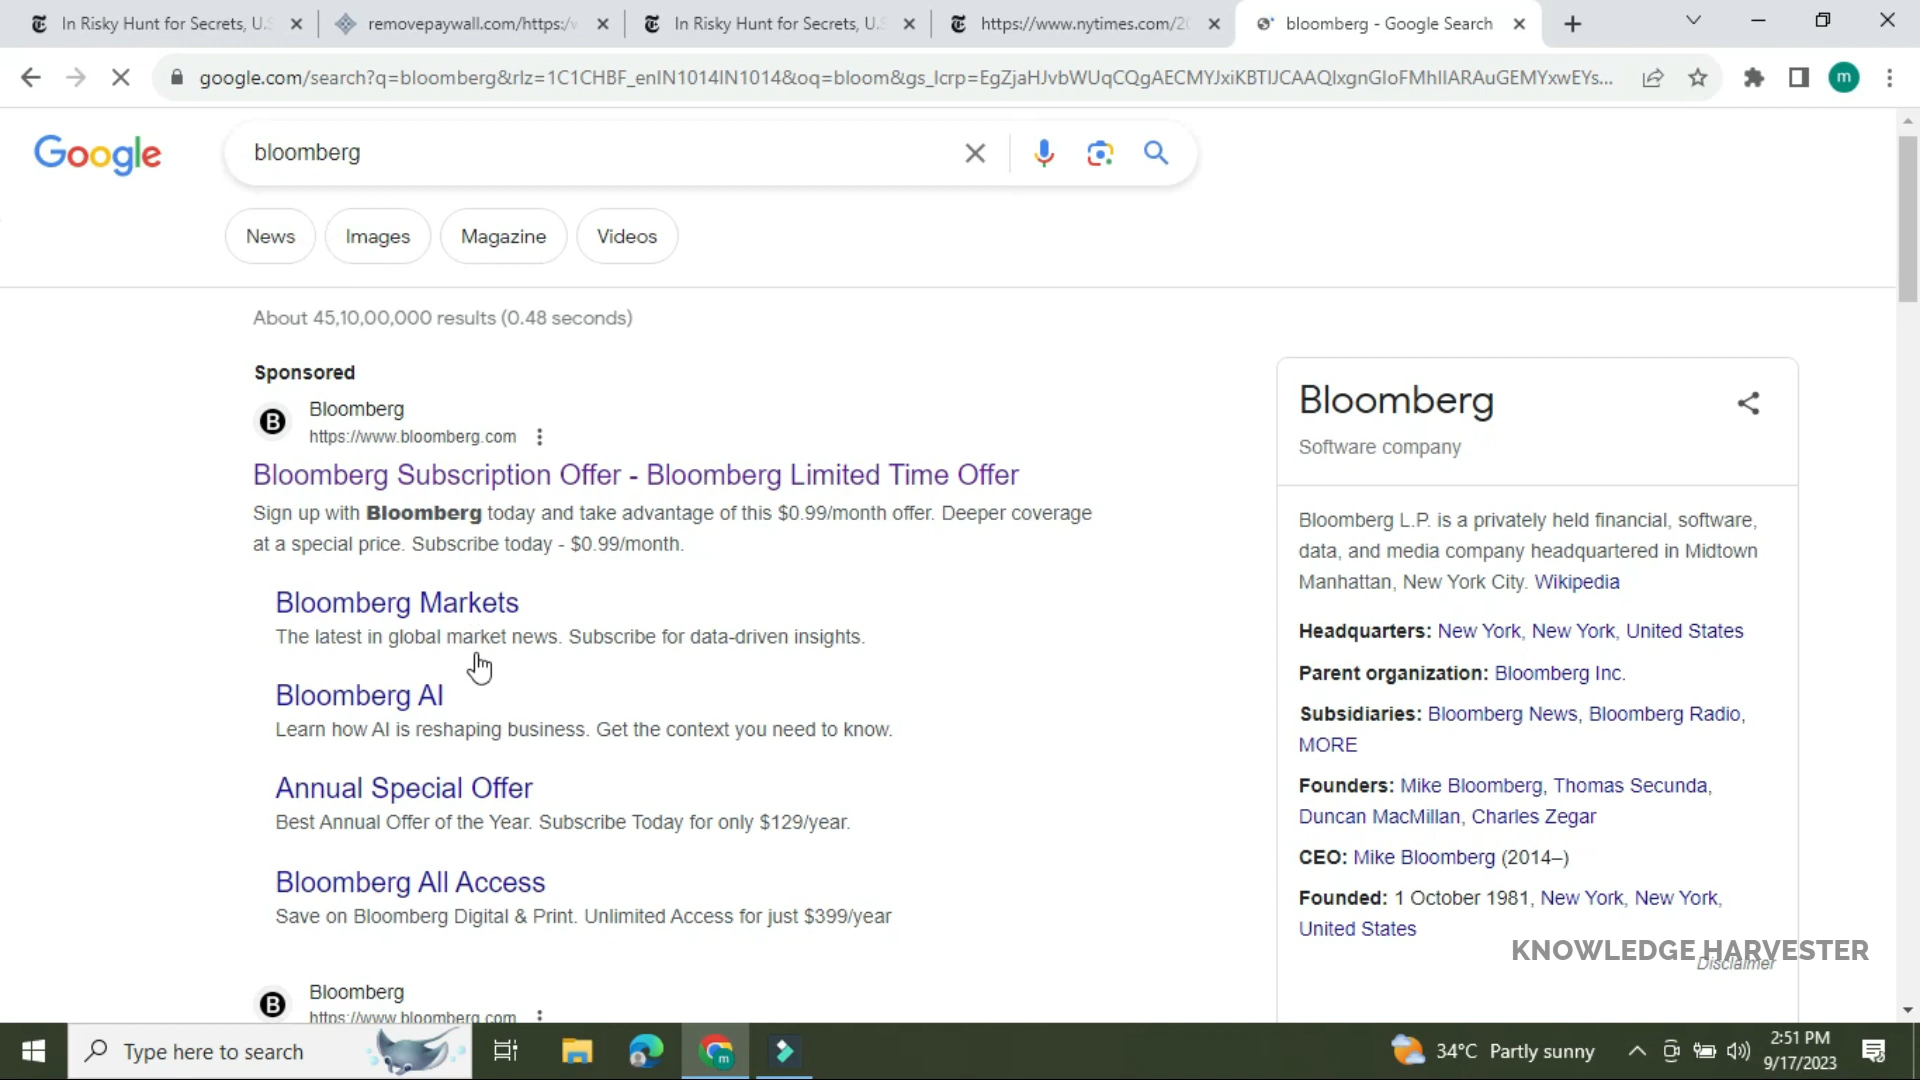 In Risky Hunt for Secrets, U.S
removepaywall.com/https:/
In Risky Hunt for Secrets, U.S
https://www.nytimes.com/20
bloomberg - Google Search
google.com/search?q=bloomberg&rlz=1C1CHBF_enIN1014IN1014&oq=bloom&gs_lcrp=EgZjaHJvbWUqCQgAECMYJxiKBTIJCAAQIxgnGIoFMhIIARAuGEMYxwEYs...
m
Google
bloomberg
News
Images
Magazine
Videos
About 45,10,00,000 results (0.48 seconds)
Sponsored
B
Bloomberg
https://www.bloomberg.com
Bloomberg Subscription Offer - Bloomberg Limited Time Offer
Sign up with Bloomberg today and take advantage of this $0.99/month offer. Deeper coverage
at a special price. Subscribe today - $0.99/month.
Bloomberg Markets
The latest in global market news. Subscribe for data-driven insights.
Bloomberg AI
Learn how AI is reshaping business. Get the context you need to know.
Annual Special Offer
Best Annual Offer of the Year. Subscribe Today for only $129/year.
Bloomberg All Access
Save on Bloomberg Digital & Print. Unlimited Access for just $399/year
B
Bloomberg
https://www.bloomberg.com
Bloomberg
Software company
Bloomberg L.P. is a privately held financial, software,
data, and media company headquartered in Midtown
Manhattan, New York City. Wikipedia
Headquarters: New York, New York, United States
Parent organization: Bloomberg Inc.
Subsidiaries: Bloomberg News, Bloomberg Radio,
MORE
Founders: Mike Bloomberg, Thomas Secunda,
Duncan MacMillan, Charles Zegar
CEO: Mike Bloomberg (2014–)
Founded: 1 October 1981, New York, New York,
United States
KNOWLEDGE HARVESTER
Disclaimer
Type here to search
m
34°C Partly sunny
2:51 PM
9/17/2023